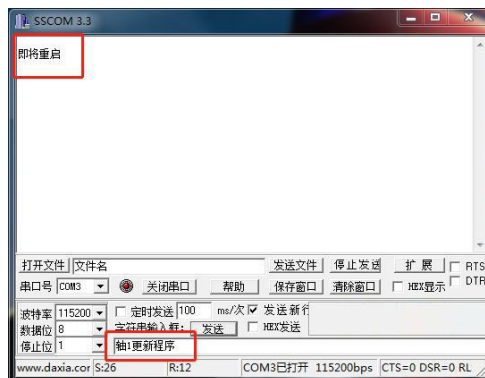 SSCOM 3.3
即将重启
打开文件 文件名 发送文件 停止发送 扩 展 RTS
串口号 COM3 关闭串口 帮助 保存窗口 清除窗口 HEX显示 DTR
波特率 115200 定时发送 100 ms/次 发送新行
数据位 8 字符串输入框: 发送 HEX发送
停止位 1 轴1更新程序
www.daxia.cor S:26 R:12 COM3已打开 115200bps CTS=0 DSR=0 RL